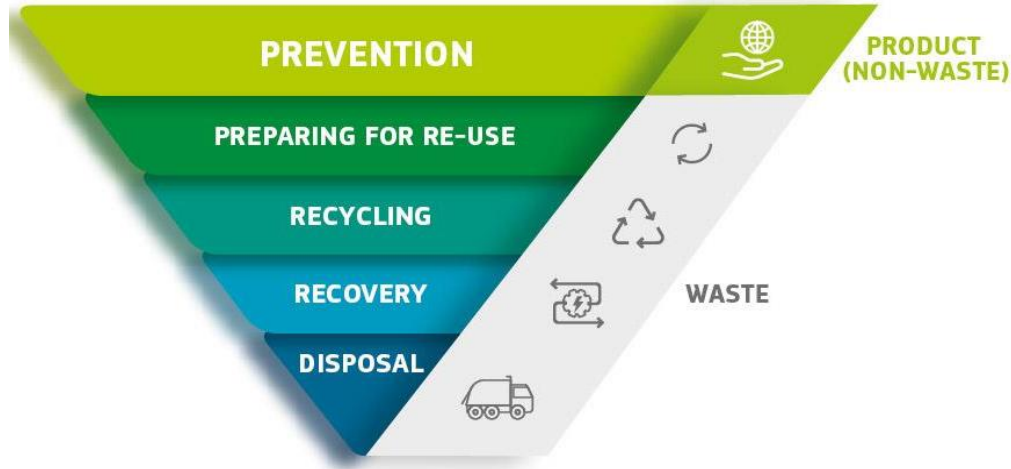 PREVENTION
PRODUCT
(NON-WASTE)
PREPARING FOR RE-USE
RECYCLING
RECOVERY
WASTE
DISPOSAL